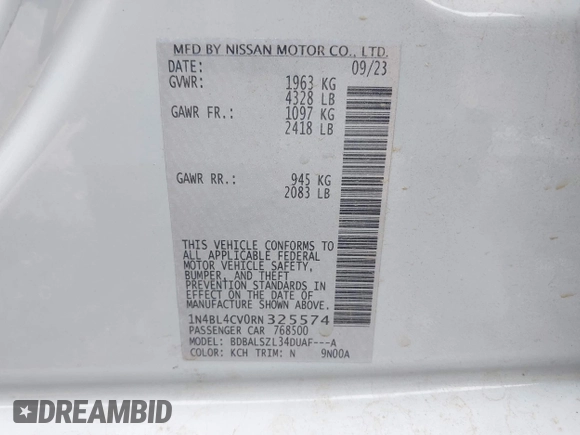 MFD BY NISSAN MOTOR CO., LTD.
DATE: 09/23
GVWR: 1963 KG
4328 LB
GAWR FR.: 1097 KG
2418 LB
GAWR RR.: 945 KG
2083 LB
THIS VEHICLE CONFORMS TO
ALL APPLICABLE FEDERAL
MOTOR VEHICLE SAFETY,
BUMPER, AND THEFT
PREVENTION STANDARDS IN
EFFECT ON THE DATE OF
MANUFACTURE SHOWN ABOVE.
1N4BL4CV0RN325574
PASSENGER CAR 768500
MODEL: BDBALSZL34DUAF---A
COLOR: KCH TRIM: N 9N00A
© BIDAMBID
© BIDAMBID